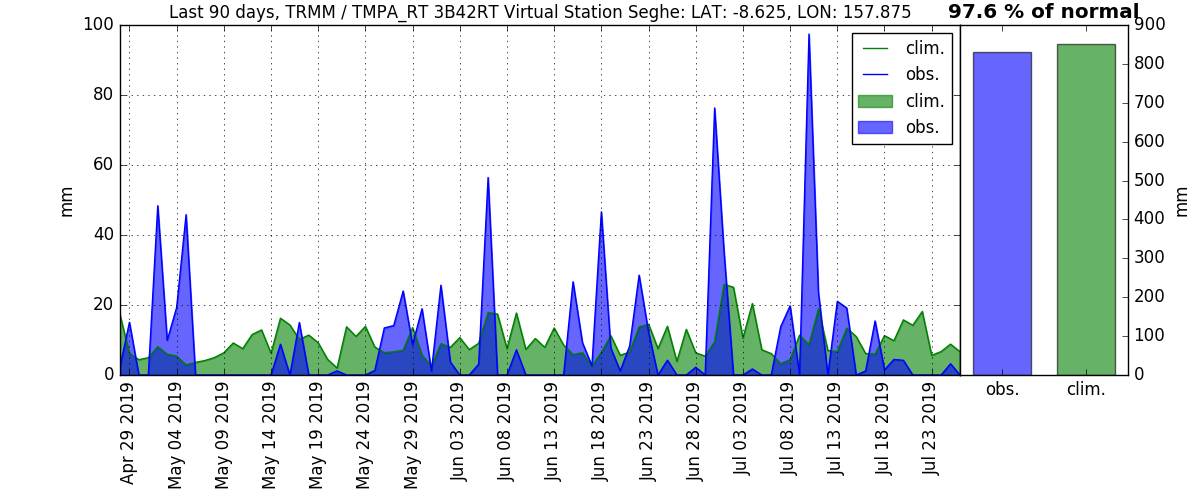 Last 90 days, TRMM / TMPA_RT 3B42RT Virtual Station Seghe: LAT: -8.625, LON: 157.875
97.6 % of normal
100
80
60
40
20
0
mm
clim.
obs.
clim.
obs.
900
800
700
600
500
400
300
200
100
0
mm
Apr 29 2019
May 04 2019
May 09 2019
May 14 2019
May 19 2019
May 24 2019
May 29 2019
Jun 03 2019
Jun 08 2019
Jun 13 2019
Jun 18 2019
Jun 23 2019
Jun 28 2019
Jul 03 2019
Jul 08 2019
Jul 13 2019
Jul 18 2019
Jul 23 2019
obs.
clim.